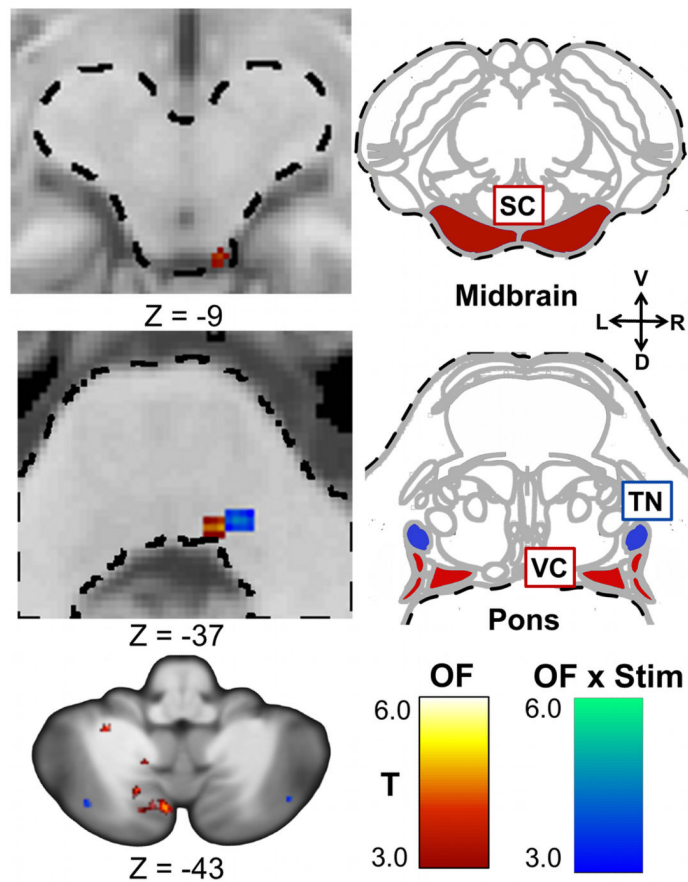 SC
Z = -9
Midbrain
V
L R
D
TN
VC
Z = -37
Pons
OF
OF x Stim
6.0
6.0
T
3.0
3.0
Z = -43